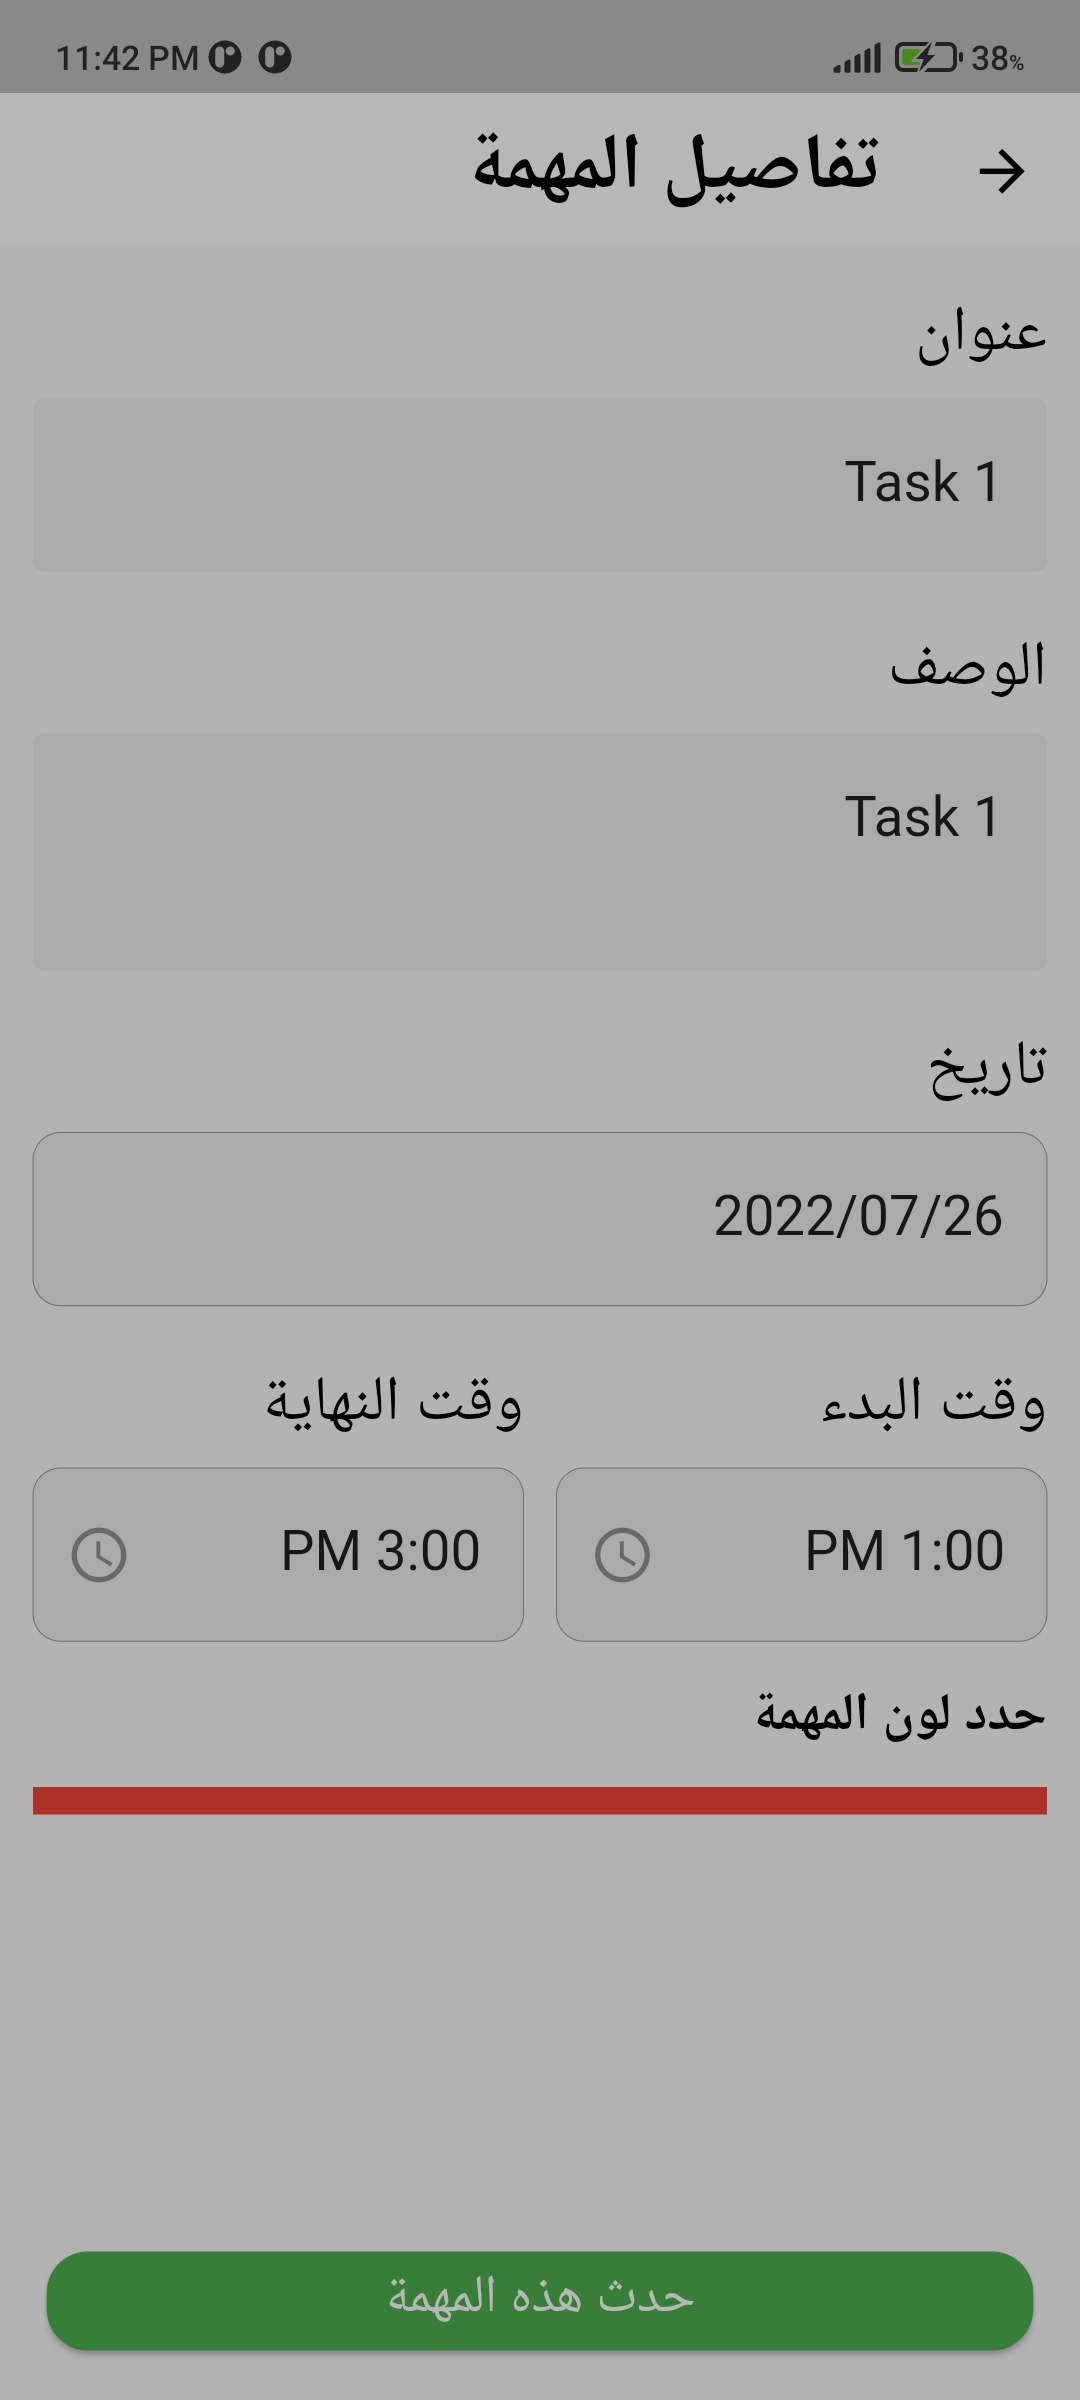 11:42 PM 38%
تفاصيل المهمة
عنوان
Task 1
الوصف
Task 1
تاريخ
2022/07/26
وقت البدء
وقت النهاية
PM 1:00
PM 3:00
حدد لون المهمة
حدث هذه المهمة